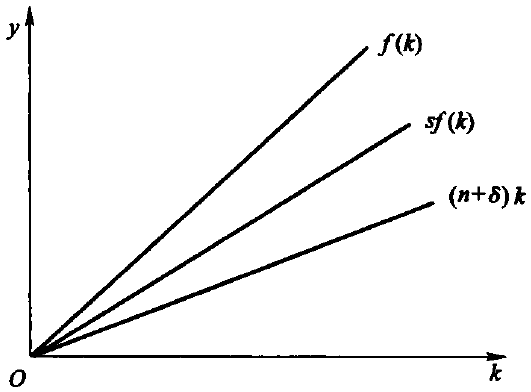 y
f(k)
sf(k)
(n+δ)k
O
k